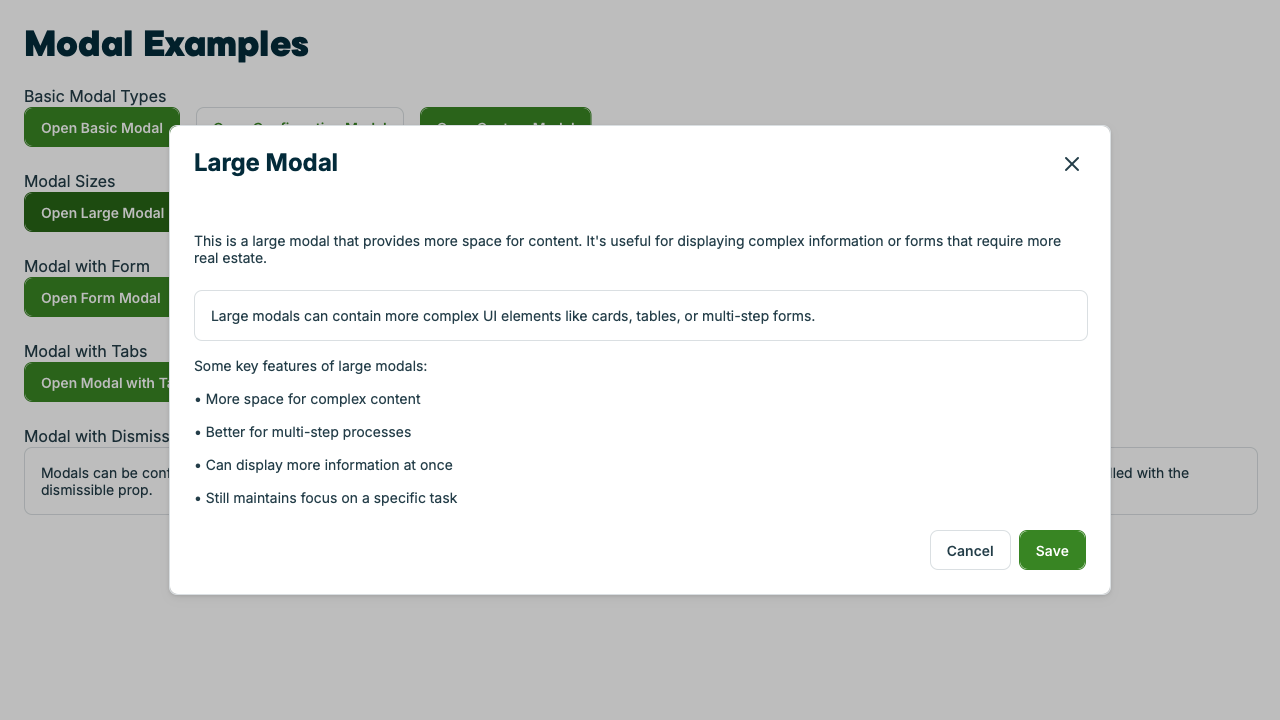 Modal Examples
Basic Modal Types
Open Basic Modal
Modal Sizes
Open Large Modal
Modal with Form
Open Form Modal
Modal with Tabs
Open Modal with
Modal with
Modals can be
lled with the
dismissible prop.
Large Modal
This is a large modal that provides more space for content. It's useful for displaying complex information or forms that require more
real estate.
Large modals can contain more complex UI elements like cards, tables, or multi-step forms.
Some key features of large modals:
• More space for complex content
• Better for multi-step processes
• Can display more information at once
• Still maintains focus on a specific task
Cancel
Save